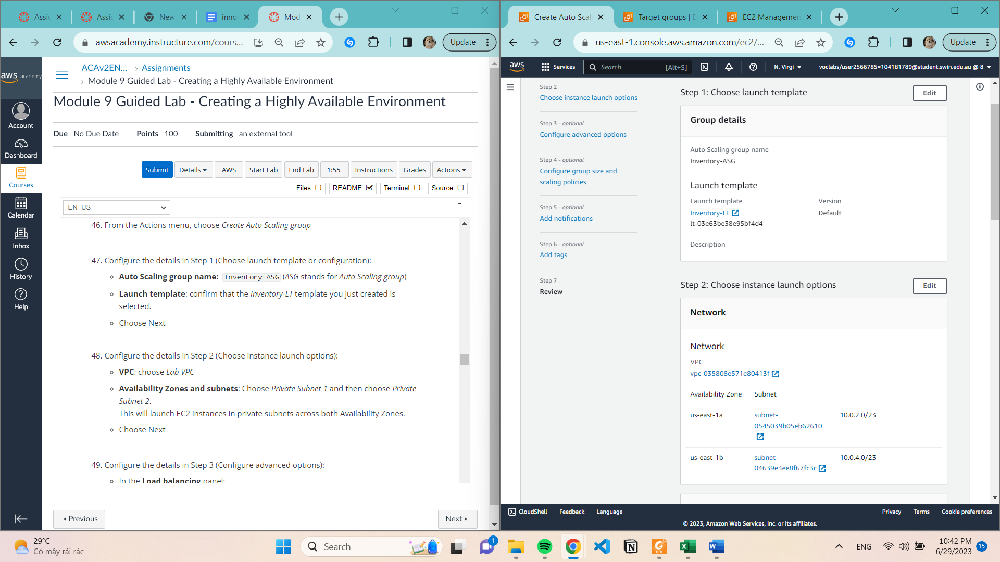 Assig
Assig
New
inno
Mod
awsacademy.instructure.com/cours...
Update
aws academy
Account
Dashboard
Courses
Calendar
Inbox
History
Help
ACAv2EN... > Assignments
> Module 9 Guided Lab - Creating a Highly Available Environment
Module 9 Guided Lab - Creating a Highly Available Environment
Due No Due Date Points 100 Submitting an external tool
Submit Details AWS Start Lab End Lab 1:55 Instructions Grades Actions
Files README Terminal Source
EN_US
46. From the Actions menu, choose Create Auto Scaling group
47. Configure the details in Step 1 (Choose launch template or configuration):
Auto Scaling group name: Inventory-ASG (ASG stands for Auto Scaling group)
Launch template: confirm that the Inventory-LT template you just created is
selected.
Choose Next
48. Configure the details in Step 2 (Choose instance launch options):
VPC: choose Lab VPC
Availability Zones and subnets: Choose Private Subnet 1 and then choose Private
Subnet 2.
This will launch EC2 instances in private subnets across both Availability Zones.
Choose Next
49. Configure the details in Step 3 (Configure advanced options):
In the Load balancing panel:
Previous
Next
Create Auto Scal
Target groups | E
EC2 Managemen
us-east-1.console.aws.amazon.com/ec2/...
Update
aws
Services
Search [Alt+S]
N. Virgi
voclabs/user2566785=104181789@student.swin.edu.au @ 8
Step 2
Choose instance launch options
Step 3 - optional
Configure advanced options
Step 4 - optional
Configure group size and
scaling policies
Step 5 - optional
Add notifications
Step 6 - optional
Add tags
Step 7
Review
Step 1: Choose launch template
Edit
Group details
Auto Scaling group name
Inventory-ASG
Launch template
Launch template Version
Inventory-LT Default
lt-03e63be38e95bf4d4
Description
Step 2: Choose instance launch options
Edit
Network
Network
VPC
vpc-035808e571e80413f
Availability Zone Subnet
us-east-1a subnet- 10.0.2.0/23
0545039b05eb62610
us-east-1b subnet- 10.0.4.0/23
04639e3ee8f67fc3c
CloudShell Feedback Language
Privacy Terms Cookie preferences
© 2023, Amazon Web Services, Inc. or its affiliates.
29°C
Có mây rải rác
Search
1
PDF
ENG
10:42 PM
6/29/2023
15